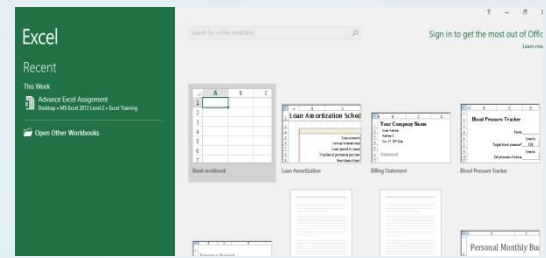 ? – 
Excel
Search for online templates
Sign in to get the most out of Offic
Learn more
Recent
This Week
Advance Excel Assignment
Desktop » MS Excel 2013 Level 2 » Excel Training
Open Other Workbooks
A B C
1
2
3
4
5
6
7
Blank workbook
Loan Amortization Sched
Loan Amortization
Your Company Name
Statement
Billing Statement
Blood Pressure Tracker
Name
Blood Pressure Tracker
Personal Monthly Bud